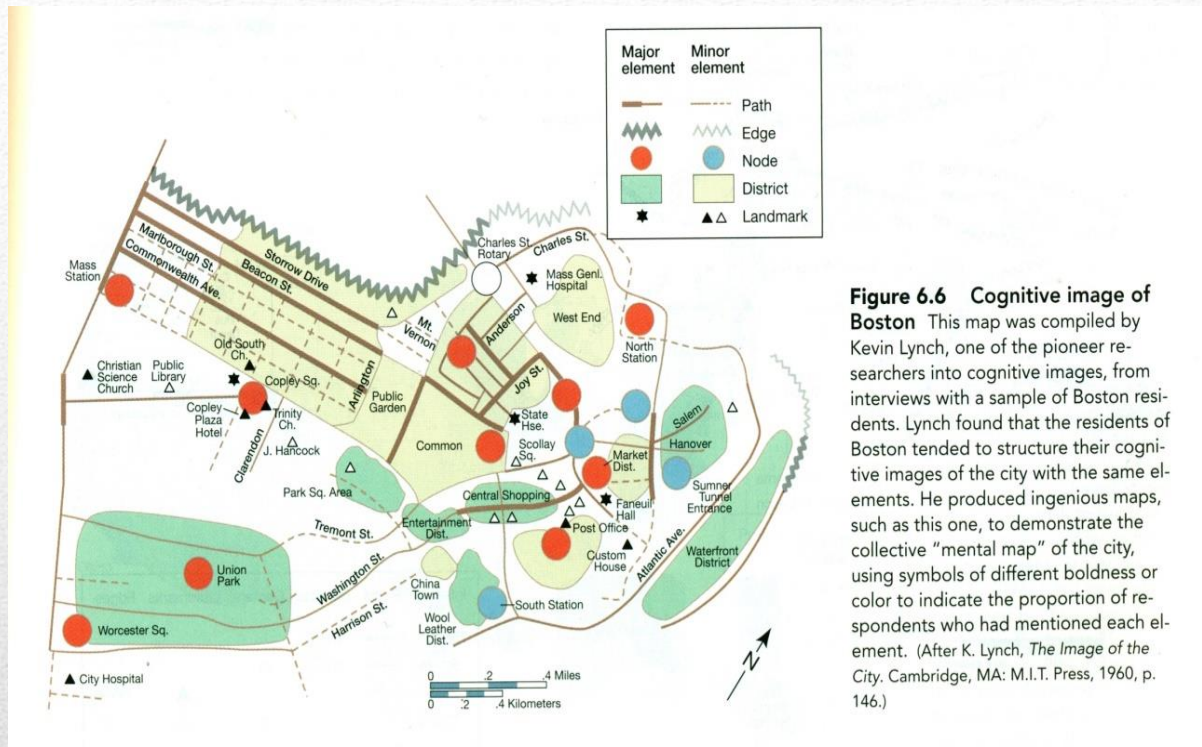 Major element
Minor element
Path
Edge
Node
District
Landmark
Storrow Drive
Beacon St.
Marlborough St.
Commonwealth Ave.
Mass Station
Charles St. Rotary
Charles St.
Mass Genl. Hospital
West End
North Station
Mt. Vernon
Anderson
Joy St.
Arlington
Public Garden
Common
State Hse.
Scollay Sq.
Market Dist.
Salem
Hanover
Sumner Tunnel Entrance
Faneuil Hall
Old South Ch.
Christian Science Church
Public Library
Copley Sq.
Copley Plaza Hotel
Trinity Ch.
J. Hancock
Clarendon
Park Sq. Area
Central Shopping
Entertainment Dist.
Post Office
Custom House
Atlantic Ave.
Waterfront District
Tremont St.
Washington St.
Harrison St.
China Town
Wool Leather Dist.
South Station
Union Park
Worcester Sq.
City Hospital
0 .2 .4 Miles
0 .2 .4 Kilometers
N
Figure 6.6 Cognitive image of
Boston This map was compiled by
Kevin Lynch, one of the pioneer re-
searchers into cognitive images, from
interviews with a sample of Boston resi-
dents. Lynch found that the residents of
Boston tended to structure their cogni-
tive images of the city with the same el-
ements. He produced ingenious maps,
such as this one, to demonstrate the
collective "mental map" of the city,
using symbols of different boldness or
color to indicate the proportion of re-
spondents who had mentioned each el-
ement. (After K. Lynch, The Image of the
City. Cambridge, MA: M.I.T. Press, 1960, p.
146.)